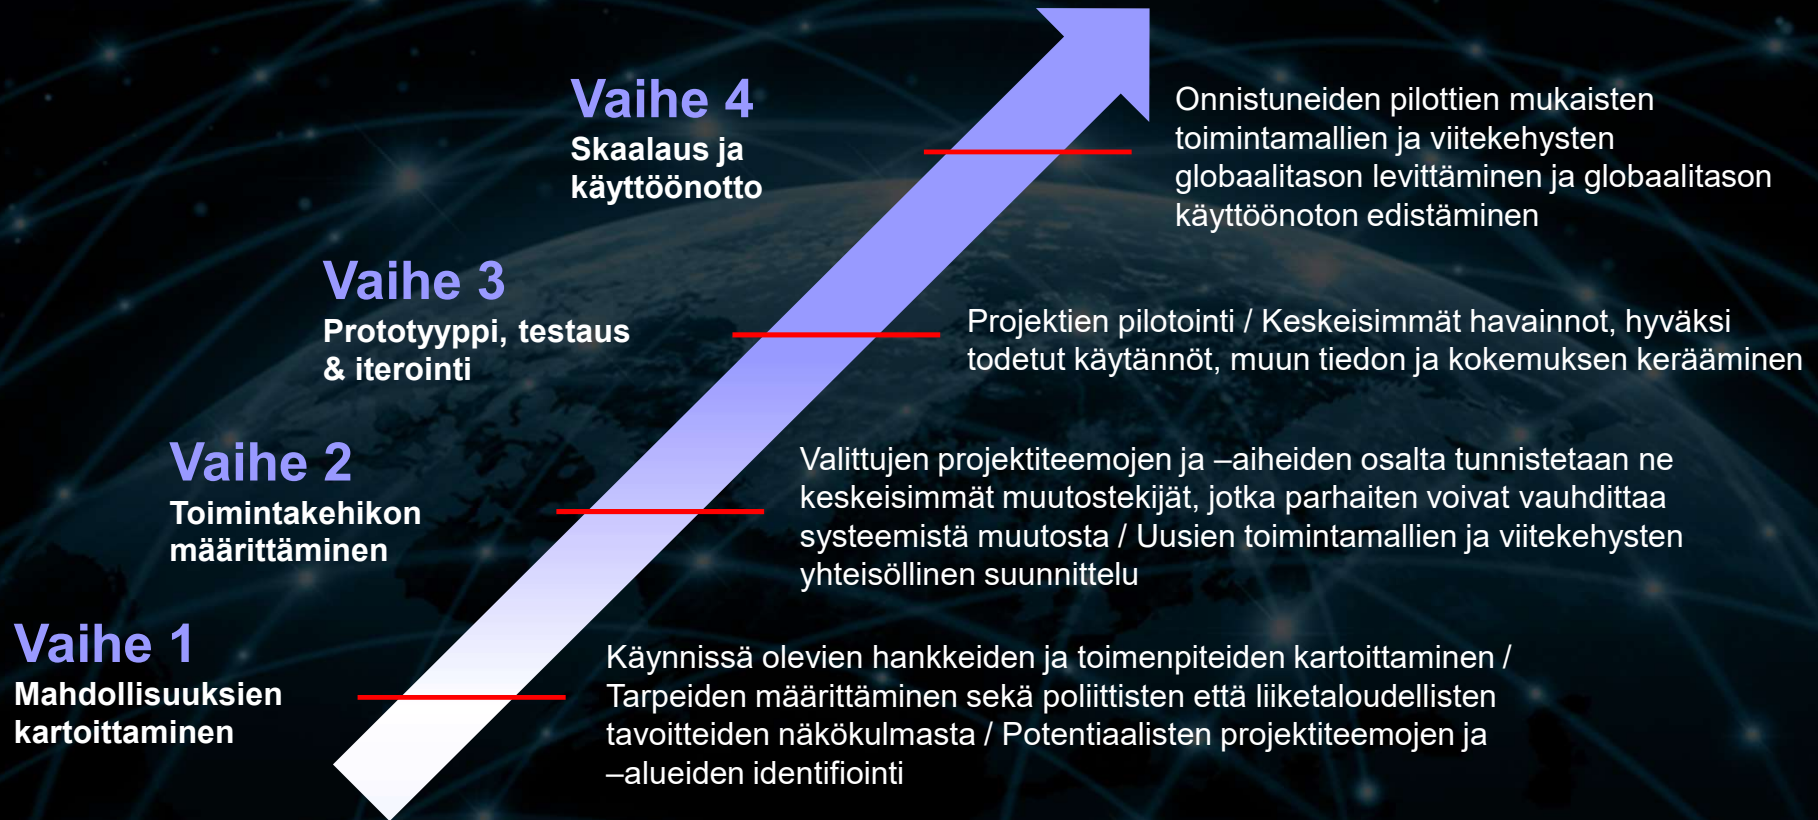 Vaihe 4
Skaalaus ja
käyttöönotto
Onnistuneiden pilottien mukaisten
toimintamallien ja viitekehysten
globaalitason levittäminen ja globaalitason
käyttöönoton edistäminen
Vaihe 3
Prototyyppi, testaus
& iterointi
Projektien pilotointi / Keskeisimmät havainnot, hyväksi
todetut käytännöt, muun tiedon ja kokemuksen kerääminen
Vaihe 2
Toimintakehikon
määrittäminen
Valittujen projektiteemojen ja –aiheiden osalta tunnistetaan ne
keskeisimmät muutostekijät, jotka parhaiten voivat vauhdittaa
systeemistä muutosta / Uusien toimintamallien ja viitekehysten
yhteisöllinen suunnittelu
Vaihe 1
Mahdollisuuksien
kartoittaminen
Käynnissä olevien hankkeiden ja toimenpiteiden kartoittaminen /
Tarpeiden määrittäminen sekä poliittisten että liiketaloudellisten
tavoitteiden näkökulmasta / Potentiaalisten projektiteemojen ja
–alueiden identifiointi